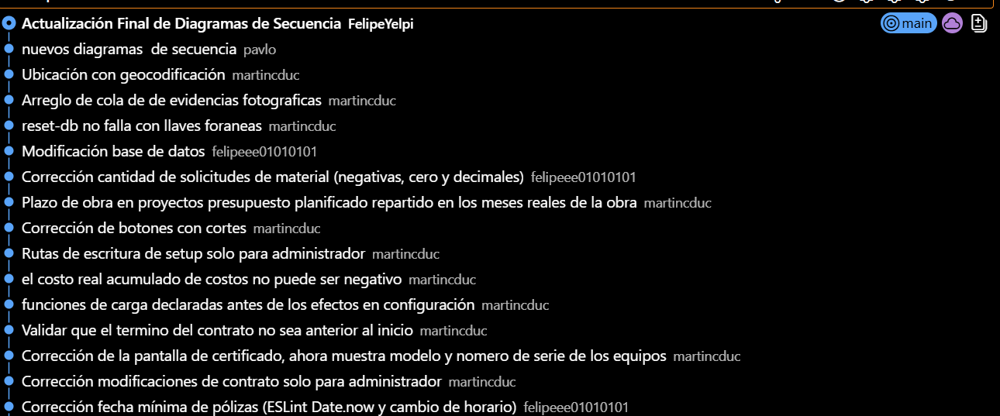 Actualización Final de Diagramas de Secuencia FelipeYelpi main
nuevos diagramas de secuencia pavlo
Ubicación con geocodificación martincduc
Arreglo de cola de de evidencias fotograficas martincduc
reset-db no falla con llaves foraneas martincduc
Modificación base de datos felipeee01010101
Corrección cantidad de solicitudes de material (negativas, cero y decimales) felipeee01010101
Plazo de obra en proyectos presupuesto planificado repartido en los meses reales de la obra martincduc
Corrección de botones con cortes martincduc
Rutas de escritura de setup solo para administrador martincduc
el costo real acumulado de costos no puede ser negativo martincduc
funciones de carga declaradas antes de los efectos en configuración martincduc
Validar que el termino del contrato no sea anterior al inicio martincduc
Corrección de la pantalla de certificado, ahora muestra modelo y nomero de serie de los equipos martincduc
Corrección modificaciones de contrato solo para administrador martincduc
Corrección fecha mínima de pólizas (ESLint Date.now y cambio de horario) felipeee01010101